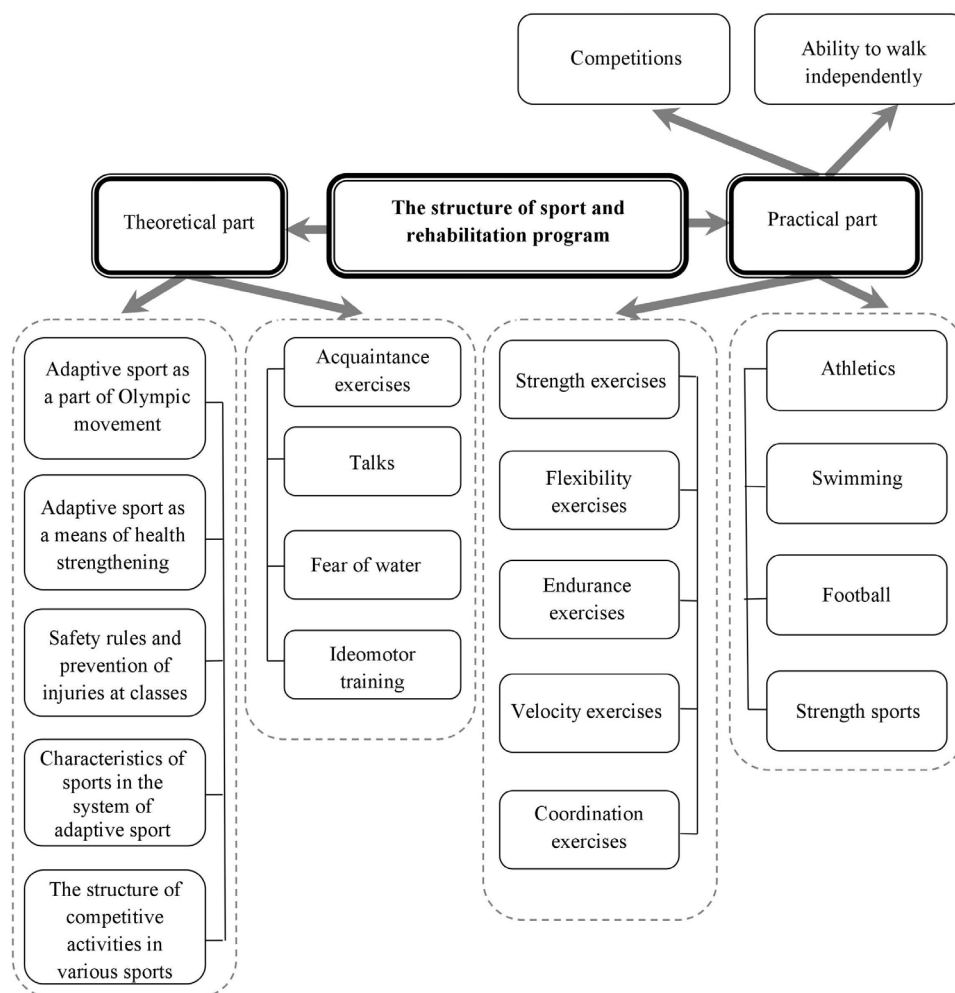 Competitions
Ability to walk
independently
Theoretical part
The structure of sport and
rehabilitation program
Practical part
Adaptive sport as
a part of Olympic
movement
Adaptive sport as
a means of health
strengthening
Safety rules and
prevention of
injuries at classes
Characteristics of
sports in the
system of
adaptive sport
The structure of
competitive
activities in
various sports
Acquaintance
exercises
Talks
Fear of water
Ideomotor
training
Strength exercises
Flexibility
exercises
Endurance
exercises
Velocity exercises
Coordination
exercises
Athletics
Swimming
Football
Strength sports